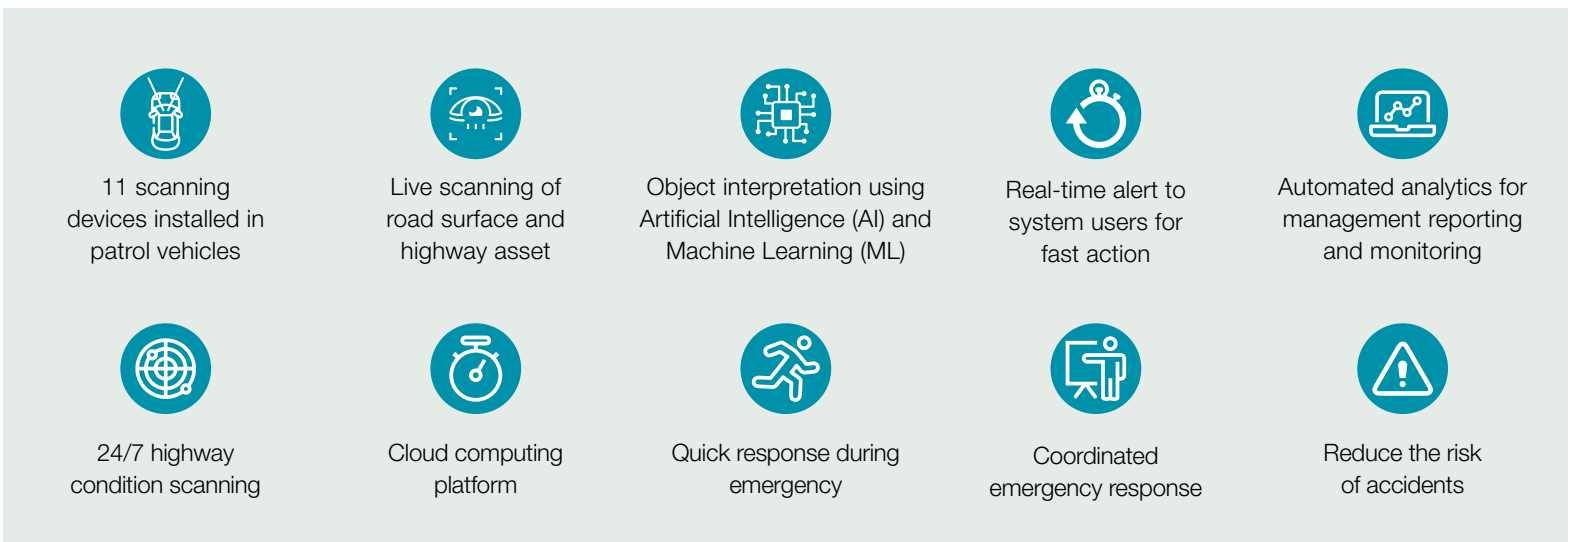 11 scanning
devices installed in
patrol vehicles
Live scanning of
road surface and
highway asset
Object interpretation using
Artificial Intelligence (AI) and
Machine Learning (ML)
Real-time alert to
system users for
fast action
Automated analytics for
management reporting
and monitoring
24/7 highway
condition scanning
Cloud computing
platform
Quick response during
emergency
Coordinated
emergency response
Reduce the risk
of accidents